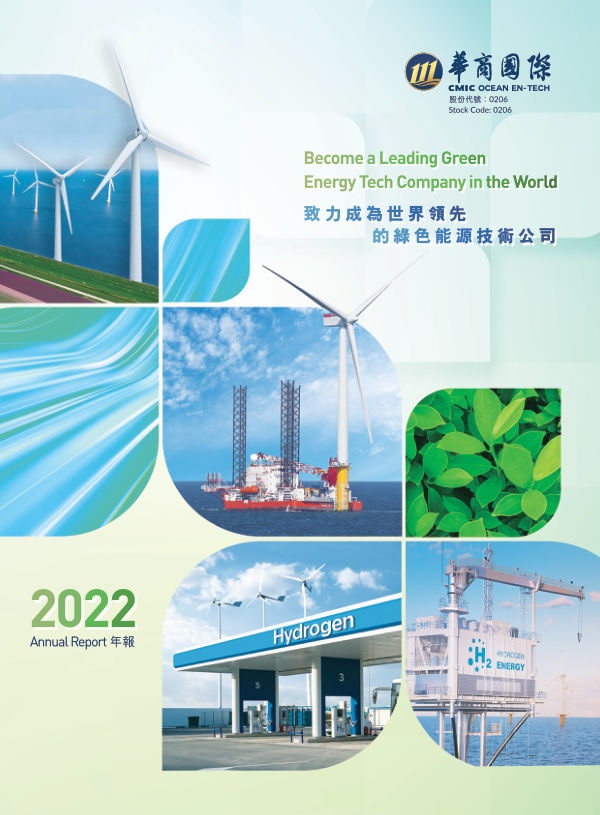 華商國際
CMIC OCEAN EN-TECH
股份代號：0206
Stock Code: 0206
Become a Leading Green
Energy Tech Company in the World
致力成為世界領先
的綠色能源技術公司
2022
Annual Report 年報
Hydrogen
5
3
H2
HYDROGEN
ENERGY